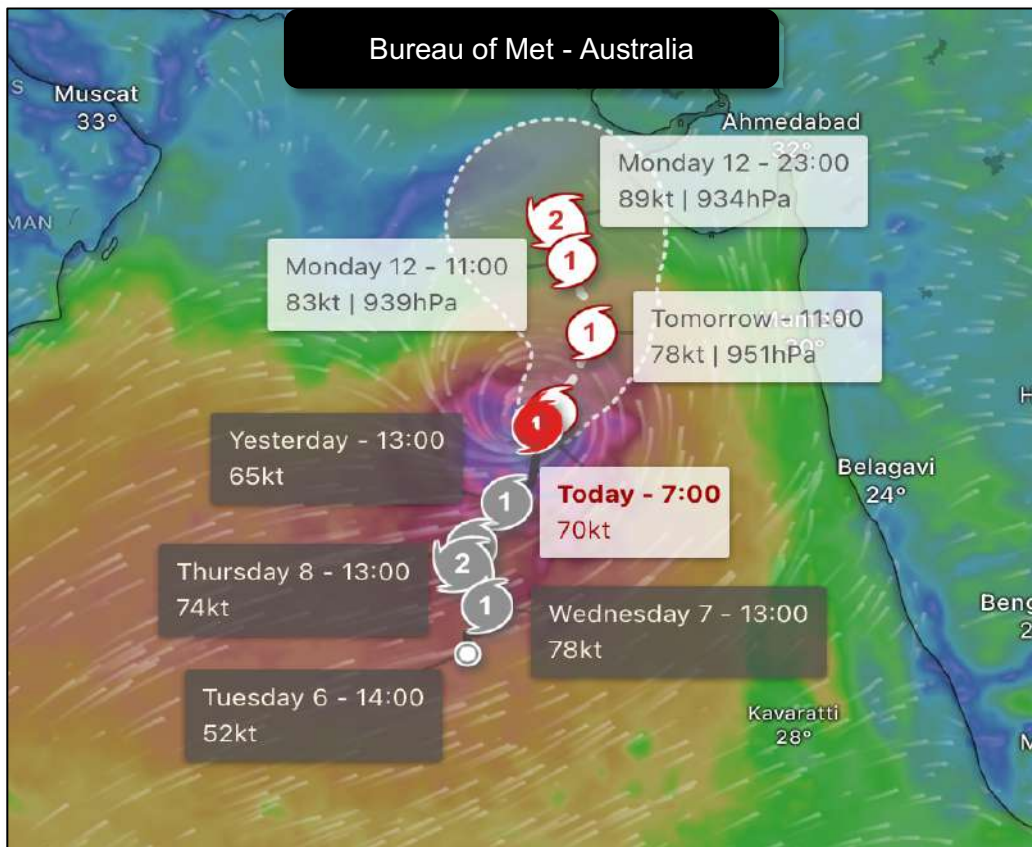 Bureau of Met - Australia
S
Muscat
33°
Ahmedabad
32°
Monday 12 - 23:00
89kt | 934hPa
MAN
2
1
Monday 12 - 11:00
83kt | 939hPa
1
Tomorrow - 11:00
78kt | 951hPa
H
1
Yesterday - 13:00
65kt
Belagavi
24°
Today - 7:00
70kt
1
2
Thursday 8 - 13:00
74kt
1
Wednesday 7 - 13:00
78kt
Beng
2
Tuesday 6 - 14:00
52kt
Kavaratti
28°
M